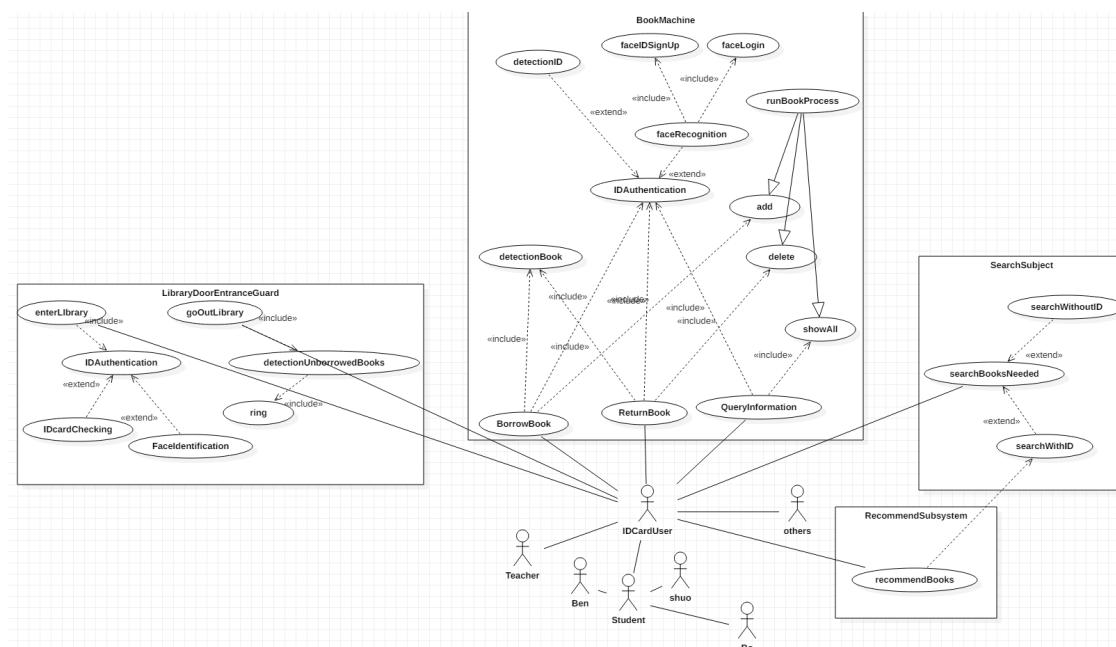 BookMachine
faceIDSignUp
faceLogin
detectionID
«include»
«include»
runBookProcess
«extend»
faceRecognition
«extend»
IDAuthentication
add
detectionBook
delete
SearchSubject
LibraryDoorEntranceGuard
enterLIbrary
goOutLibrary
«include»
«include»
«include»
«include»
«include»
«include»
searchWithoutID
showAll
«include»
«extend»
IDAuthentication
detectionUnborrowedBooks
searchBooksNeeded
«extend»
«include»
ring
QueryInformation
ReturnBook
BorrowBook
«extend»
«extend»
IDcardChecking
FaceIdentification
searchWithID
RecommendSubsystem
IDCardUser
others
Teacher
recommendBooks
Ben
shuo
Student